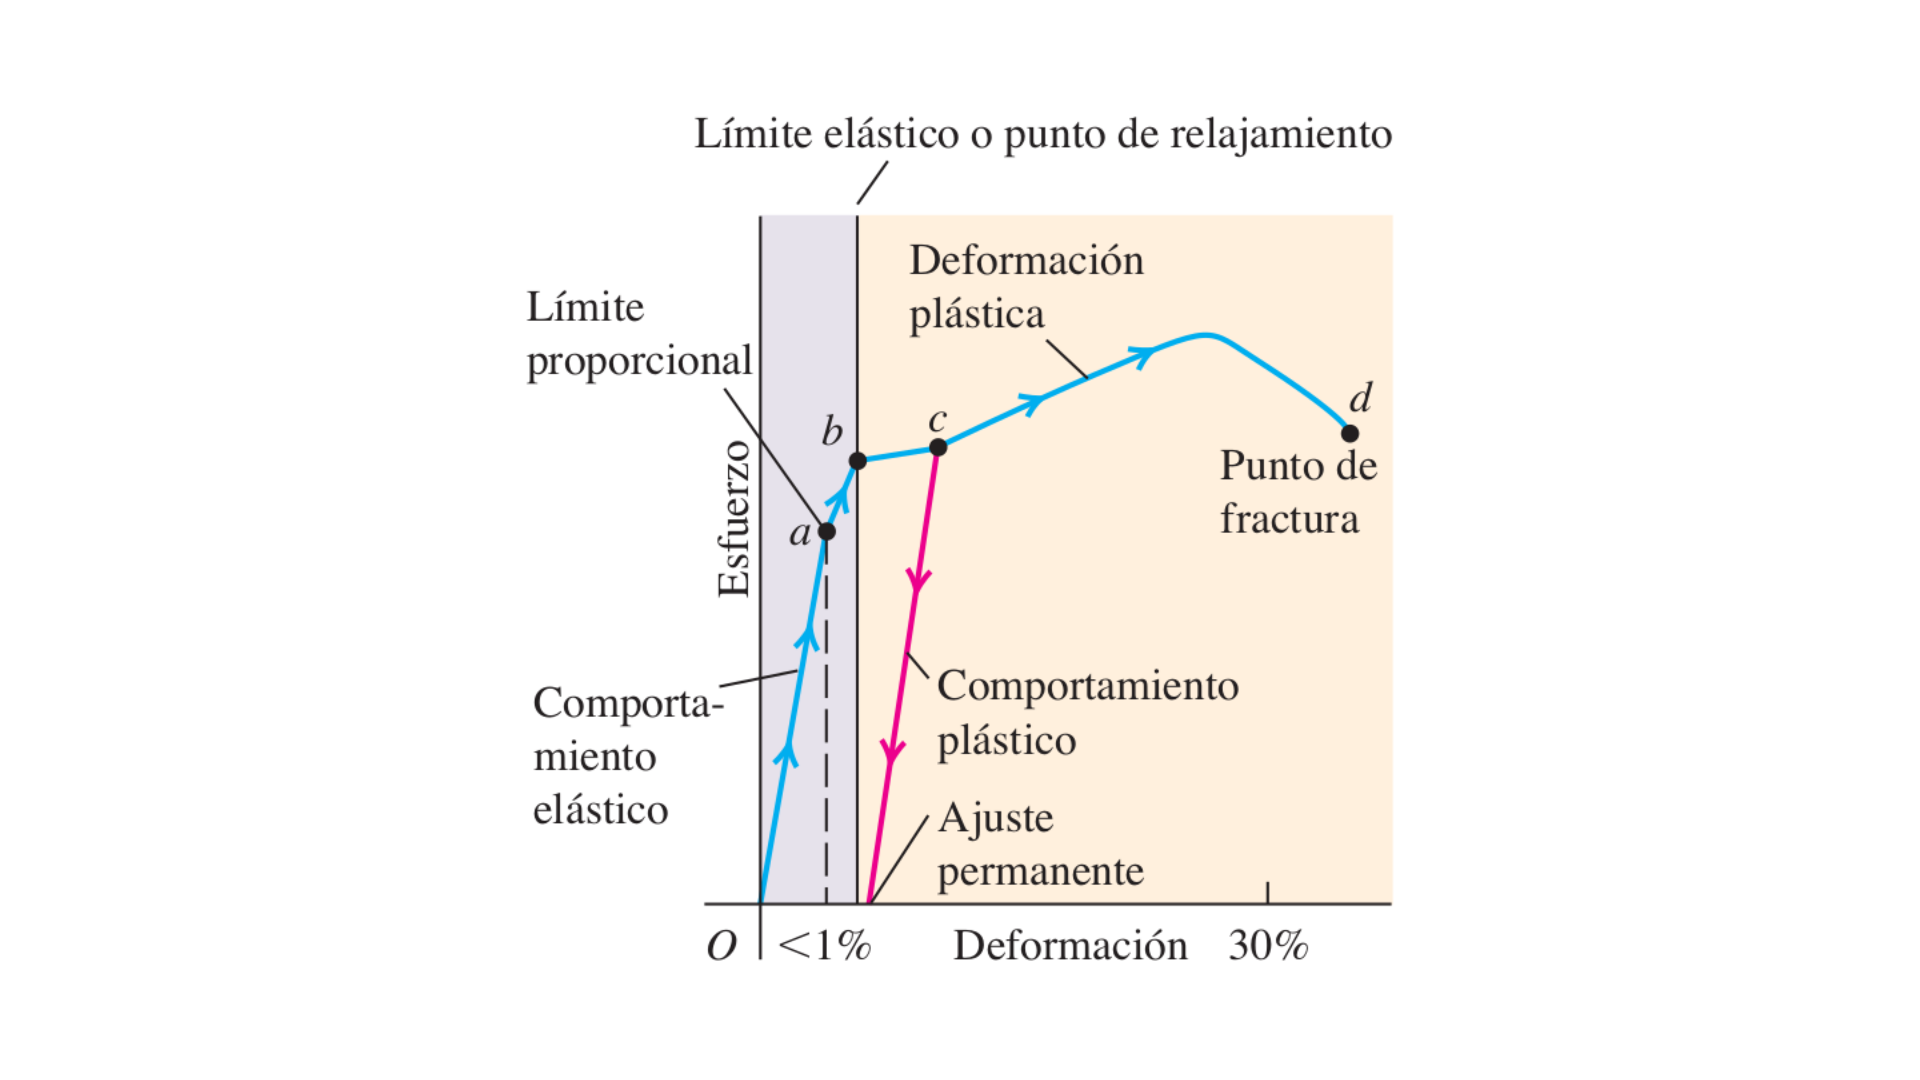 Límite elástico o punto de relajamiento
Deformación
plástica
Límite
proporcional
b
c
d
a
Esfuerzo
Punto de
fractura
Comporta-
miento
elástico
Comportamiento
plástico
Ajuste
permanente
O
<1%
Deformación
30%